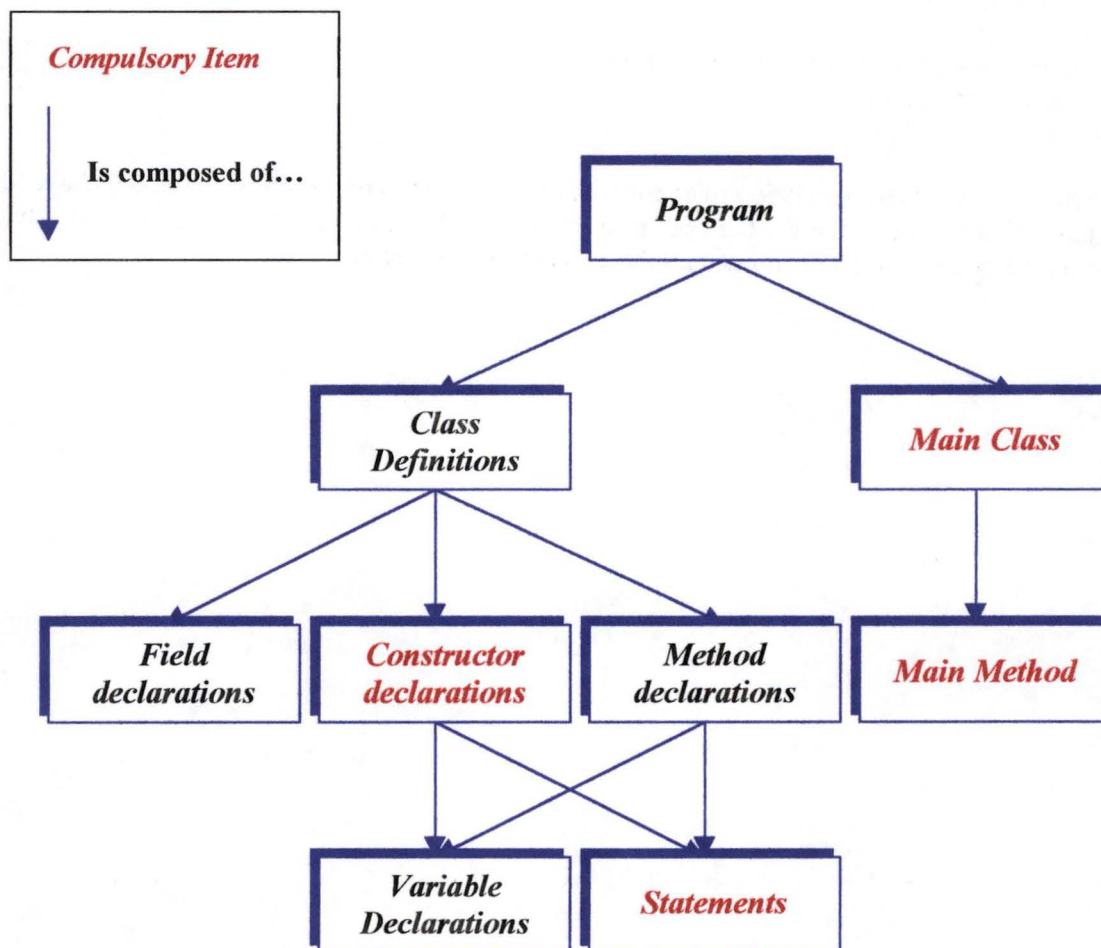 Compulsory Item
Is composed of...
Program
Class
Definitions
Main Class
Field
declarations
Constructor
declarations
Method
declarations
Main Method
Variable
Declarations
Statements